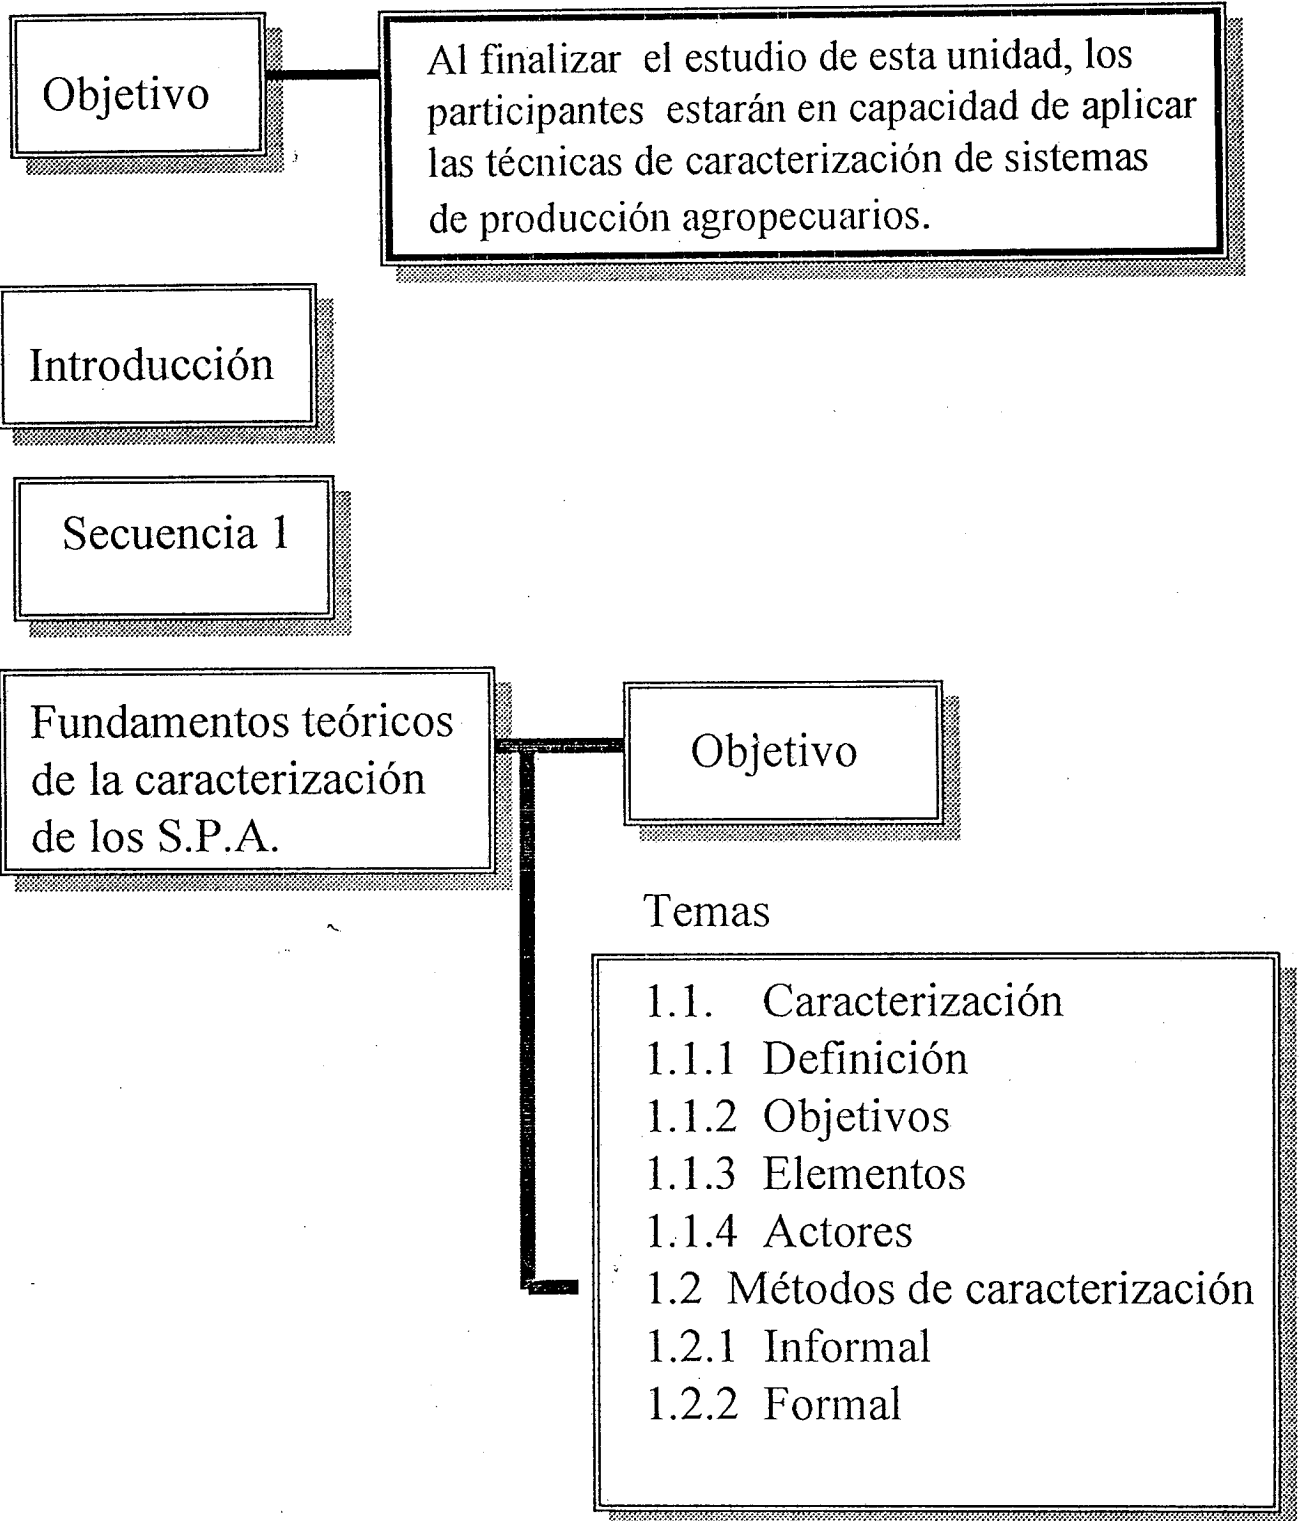 Objetivo
Al finalizar el estudio de esta unidad, los
participantes estarán en capacidad de aplicar
las técnicas de caracterización de sistemas
de producción agropecuarios.
Introducción
Secuencia 1
Fundamentos teóricos
de la caracterización
de los S.P.A.
Objetivo
Temas
1.1. Caracterización
1.1.1 Definición
1.1.2 Objetivos
1.1.3 Elementos
1.1.4 Actores
1.2 Métodos de caracterización
1.2.1 Informal
1.2.2 Formal